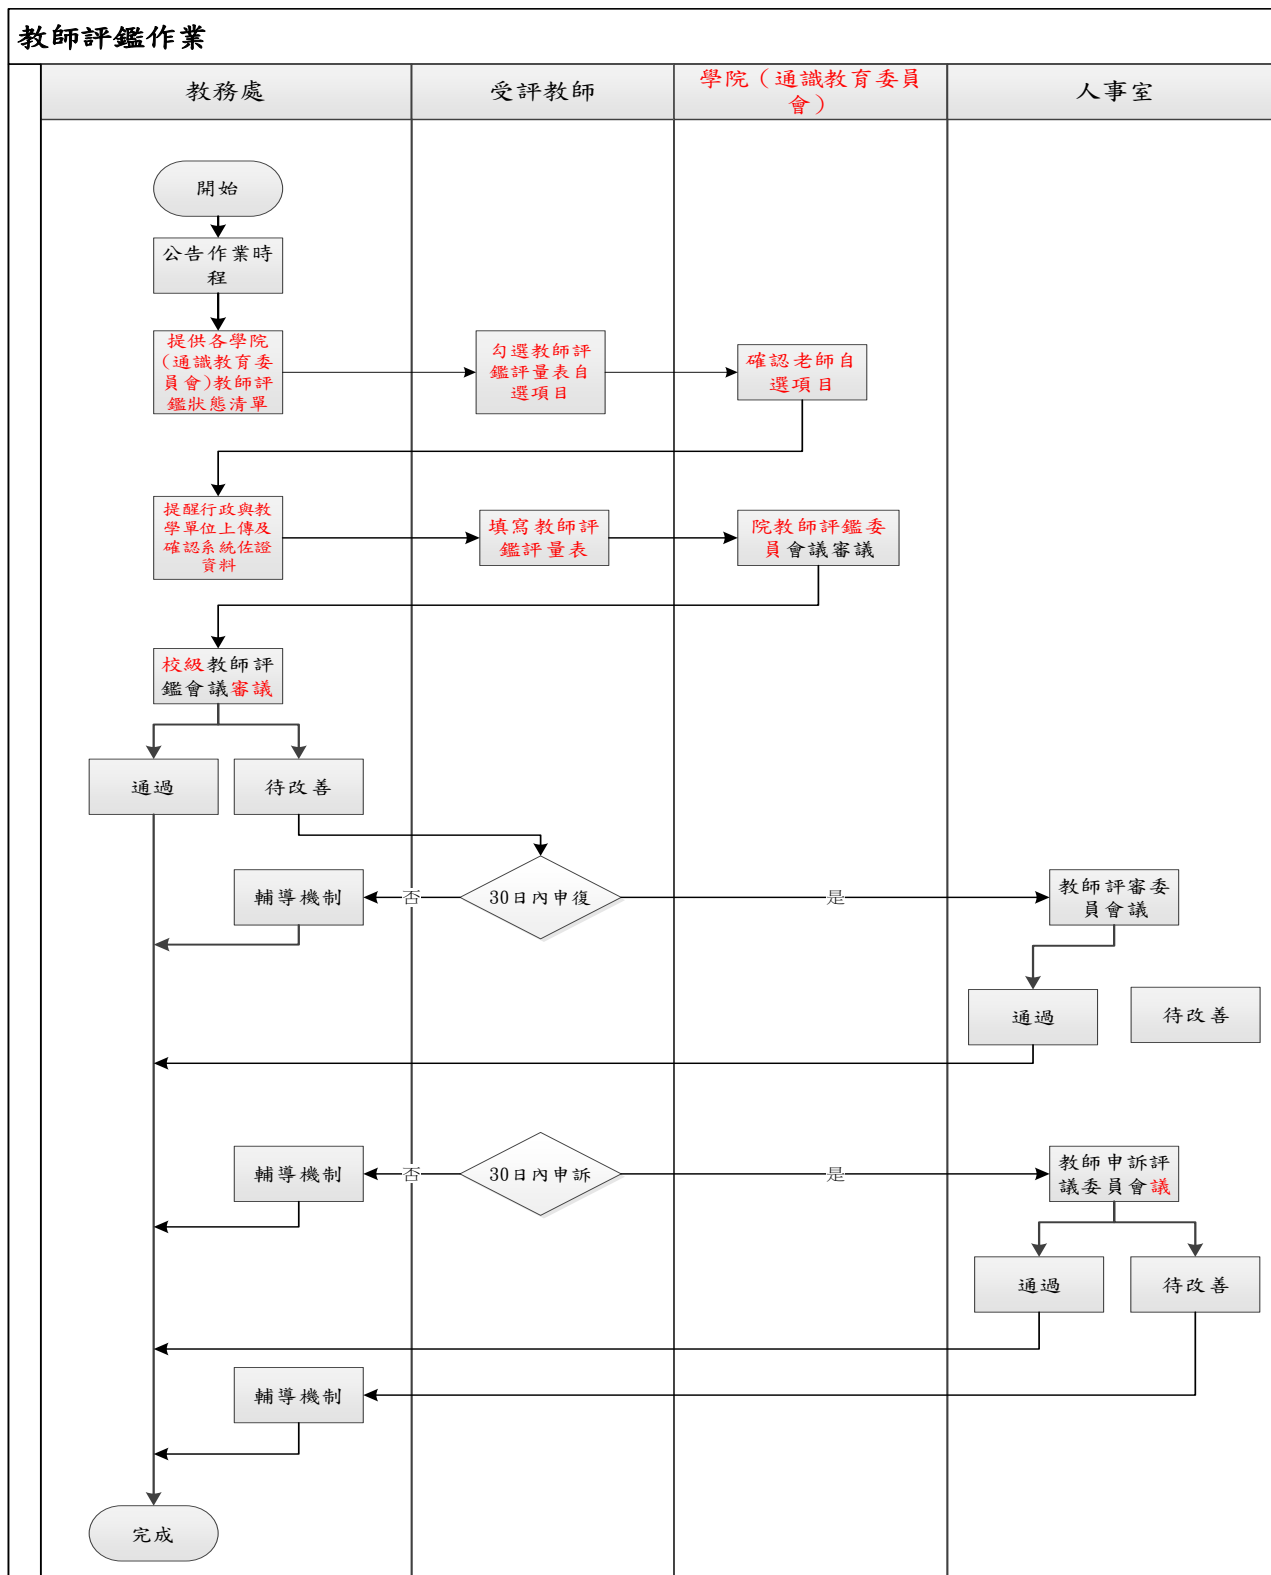 教師評鑑作業
教務處
受評教師
學院（通識教育委員
會）
人事室
開始
公告作業時
程
提供各學院
（通識教育委
員會）教師評
鑑狀態清單
勾選教師評
鑑評量表自
選項目
確認老師自
選項目
提醒行政與教
學單位上傳及
確認系統佐證
資料
填寫教師評
鑑評量表
院教師評鑑委
員會議審議
校級教師評
鑑會議審議
通過
待改善
輔導機制
否
30日內申復
是
教師評審委
員會議
通過
待改善
輔導機制
否
30日內申訴
是
教師申訴評
議委員會議
通過
待改善
輔導機制
完成